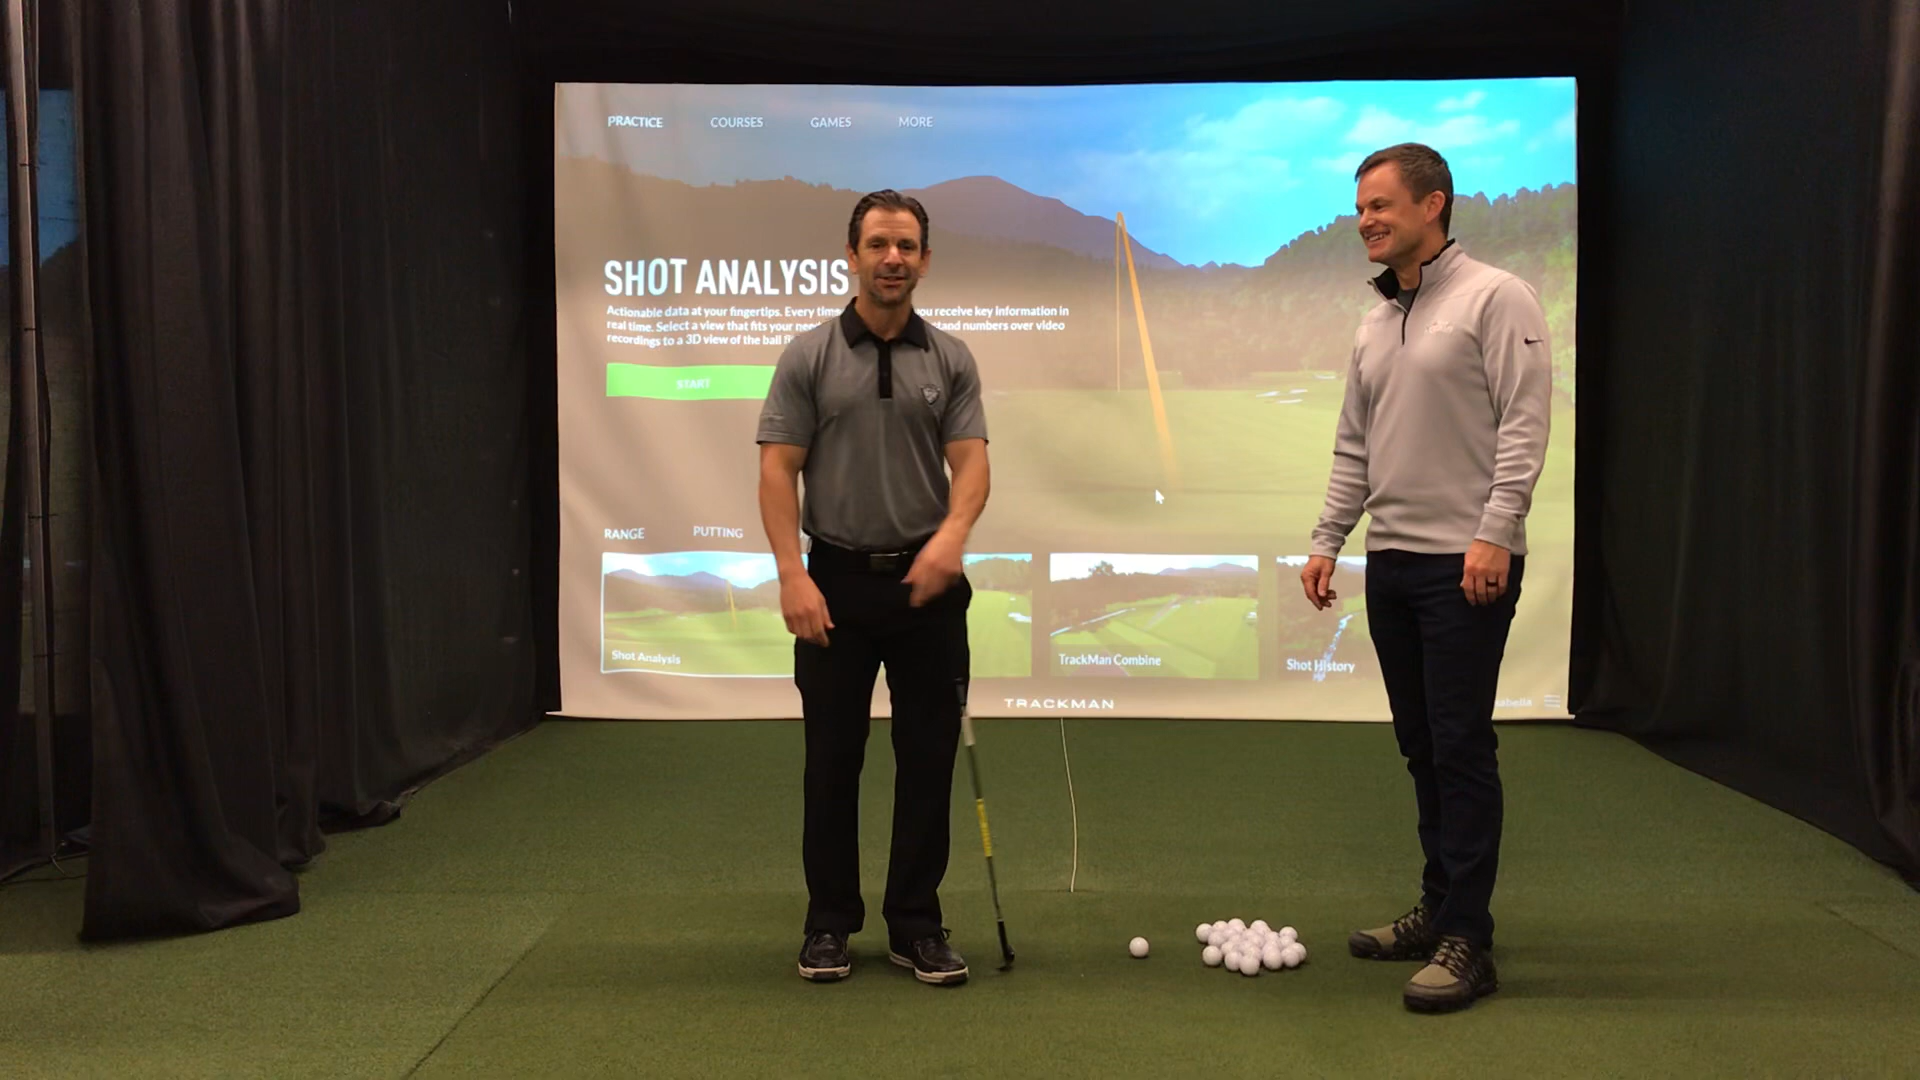 PRACTICE COURSES GAMES MORE
SHOT ANALYSIS
Actionable data at your fingertips. Every time you receive key information in
real time. Select a view that fits your numbers over video
recordings to a 3D view of the ball
START
RANGE PUTTING
Shot Analysis TrackMan Combine Shot History
TRACKMAN